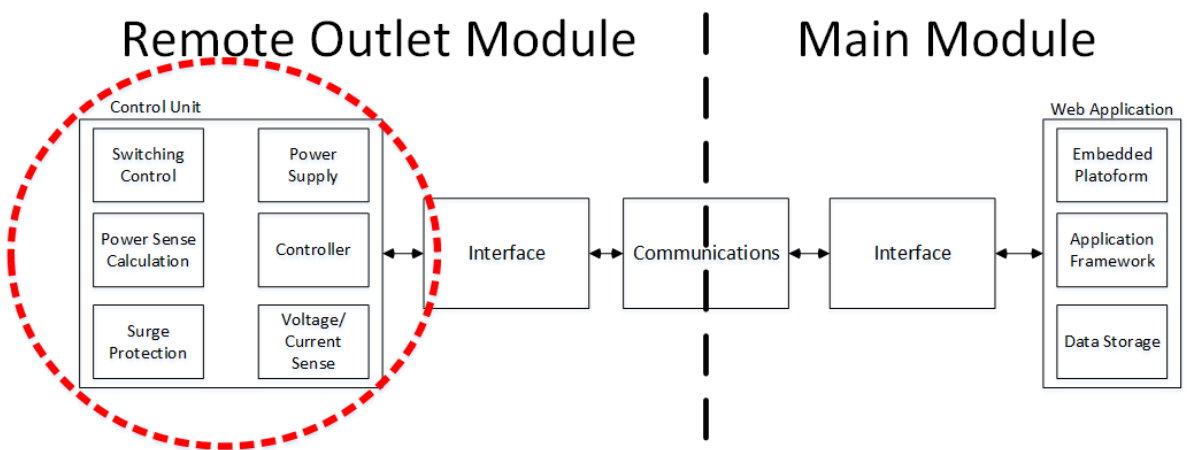 Remote Outlet Module
Main Module
Control Unit
Switching
Control
Power
Supply
Power Sense
Calculation
Controller
Surge
Protection
Voltage/
Current
Sense
Interface
Communications
Interface
Web Application
Embedded
Platoform
Application
Framework
Data Storage